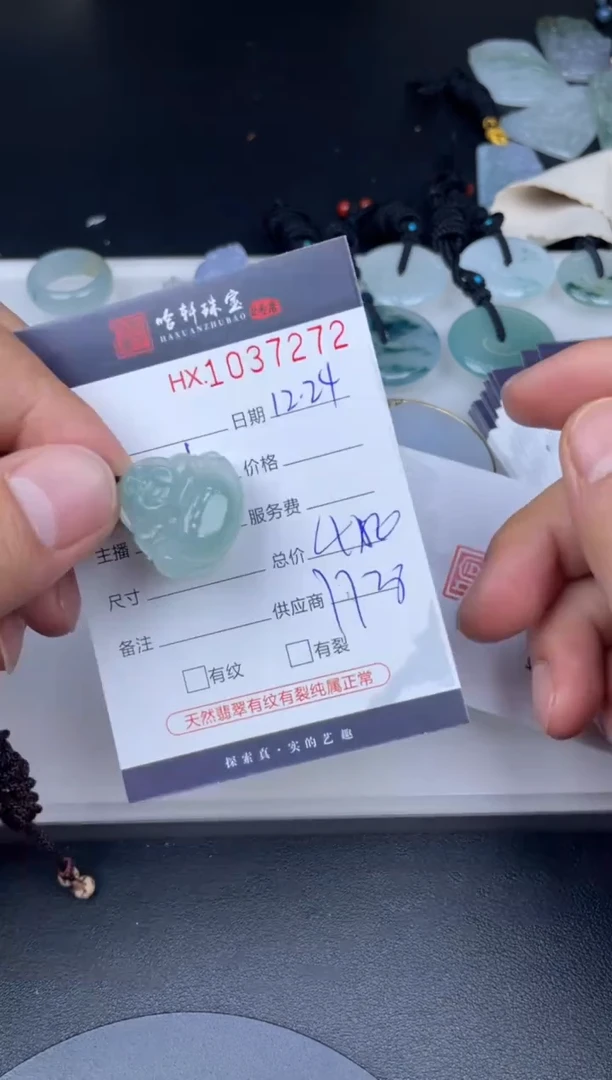 哈轩珠宝
HAXUANZHUBAO
HX.1037272
日期 12.24
价格
服务费
主播
总价
尺寸
供应商
备注
有纹 有裂
天然翡翠有纹有裂纯属正常
探索真·实的艺趣